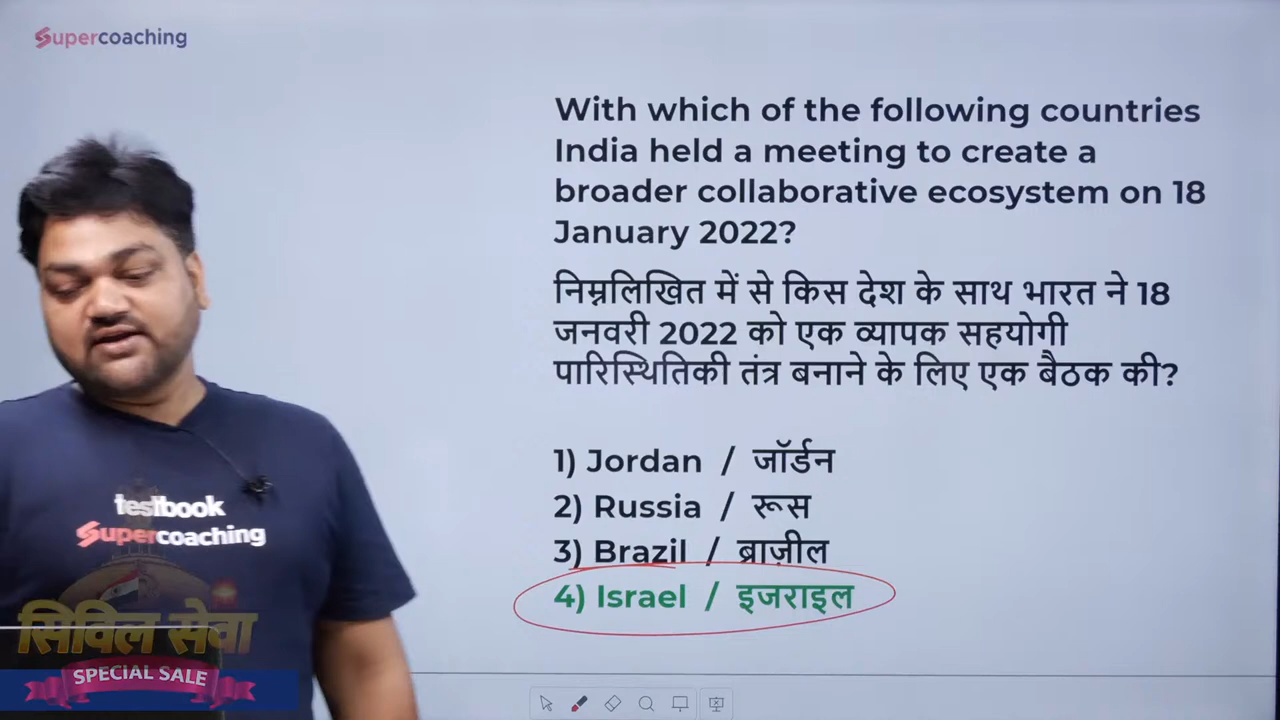 Supercoaching
With which of the following countries
India held a meeting to create a
broader collaborative ecosystem on 18
January 2022?
निम्नलिखित में से किस देश के साथ भारत ने 18
जनवरी 2022 को एक व्यापक सहयोगी
पारिस्थितिकी तंत्र बनाने के लिए एक बैठक की?
1) Jordan / जॉर्डन
2) Russia / रूस
3) Brazil / ब्राज़ील
4) Israel / इजराइल
testbook
Supercoaching
सिविल सेवा
SPECIAL SALE